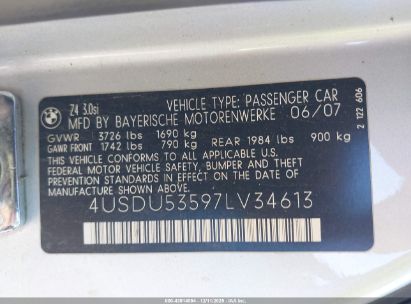 BMW
Z4 3.0si
VEHICLE TYPE: PASSENGER CAR
MFD BY BAYERISCHE MOTORENWERKE 06/07
GVWR 3726 lbs 1690 kg
GAWR FRONT 1742 lbs 790 kg REAR 1984 lbs 900 kg
THIS VEHICLE CONFORMS TO ALL APPLICABLE U.S.
FEDERAL MOTOR VEHICLE SAFETY, BUMPER, AND THEFT
PREVENTION STANDARDS IN EFFECT ON THE DATE OF
MANUFACTURE SHOWN ABOVE.
4USDU53597LV34613
2 122 606